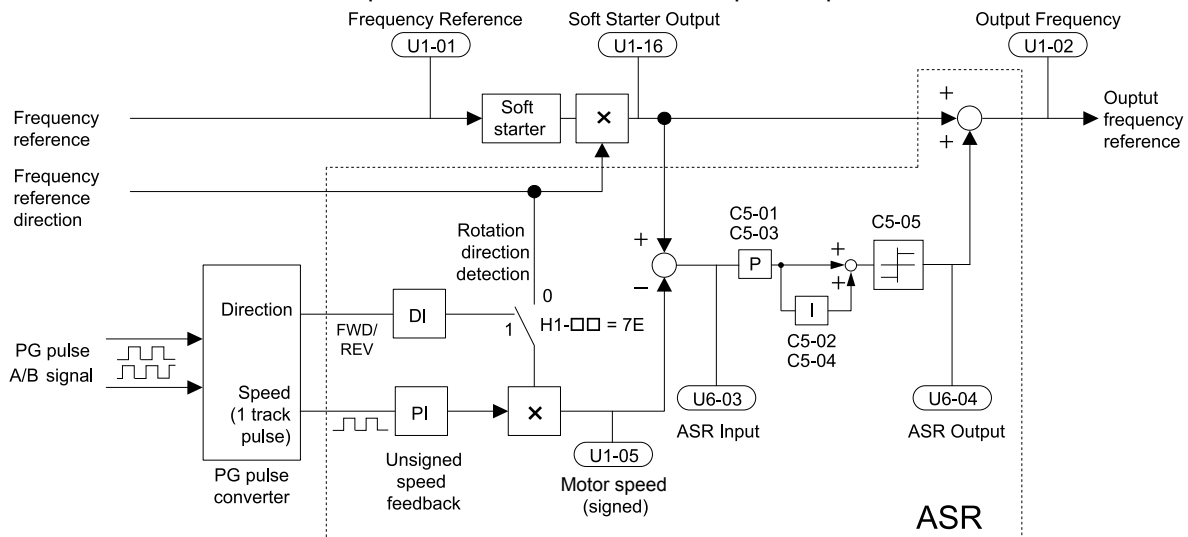 Frequency Reference
U1-01
Soft Starter Output
U1-16
Output Frequency
U1-02
Frequency
reference
Soft
starter
×
+
+
Ouptut
frequency
reference
Frequency
reference
direction
Rotation
direction
detection
+
−
C5-01
C5-03
P
+
+
C5-05
I
C5-02
C5-04
0
1
H1-□□ = 7E
PG pulse
A/B signal
Direction
Speed
(1 track
pulse)
PG pulse
converter
FWD/
REV
DI
PI
Unsigned
speed
feedback
×
U1-05
Motor speed
(signed)
U6-03
ASR Input
U6-04
ASR Output
ASR